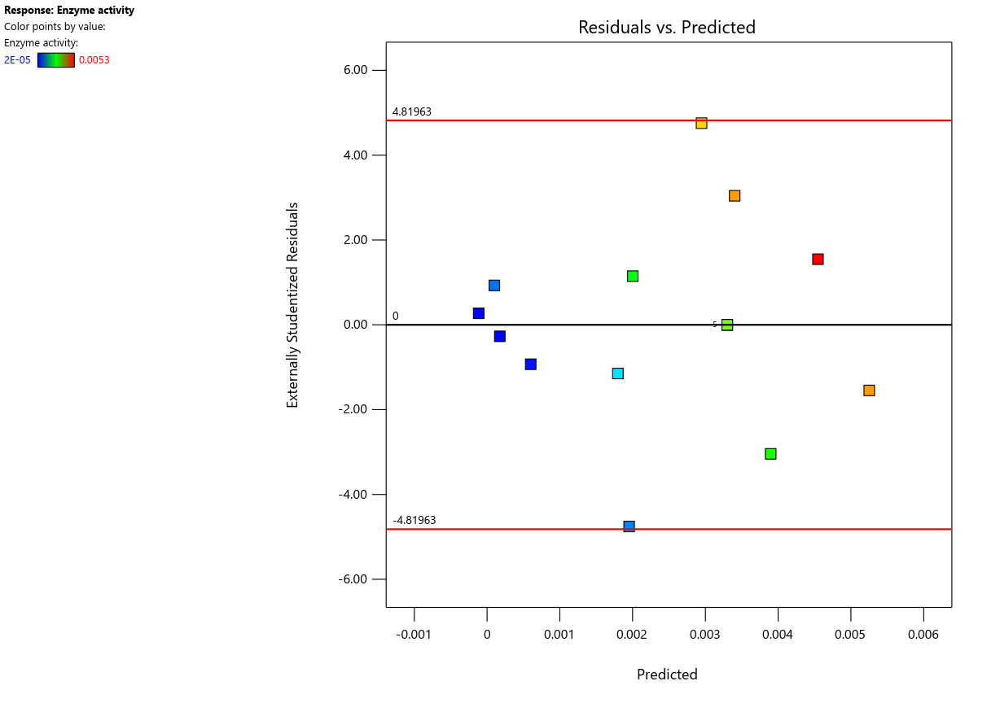 Response: Enzyme activity
Color points by value:
Enzyme activity:
2E-05 0.0053
Residuals vs. Predicted
Externally Studentized Residuals
6.00
4.81963
4.00
2.00
0
0.00
5
-2.00
-4.00
-4.81963
-6.00
-0.001 0 0.001 0.002 0.003 0.004 0.005 0.006
Predicted